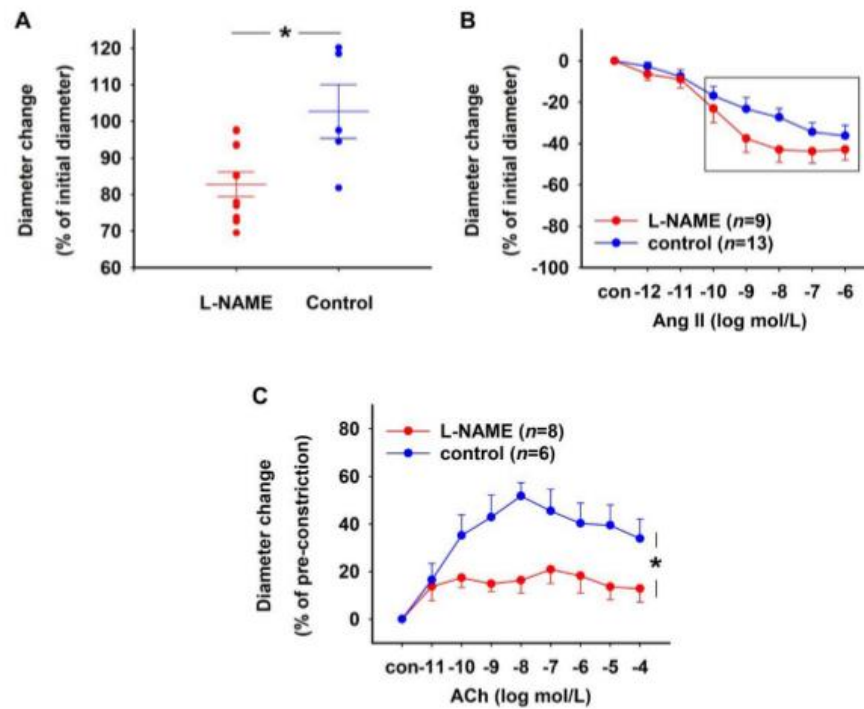 A
Diameter change
(% of initial diameter)
*
120
110
100
90
80
70
60
L-NAME Control
B
Diameter change
(% of initial diameter)
0
-20
-40
-60
-80
-100
L-NAME (n=9)
control (n=13)
con -12 -11 -10 -9 -8 -7 -6
Ang II (log mol/L)
C
Diameter change
(% of pre-constriction)
80
60
40
20
0
L-NAME (n=8)
control (n=6)
*
con -11 -10 -9 -8 -7 -6 -5 -4
ACh (log mol/L)